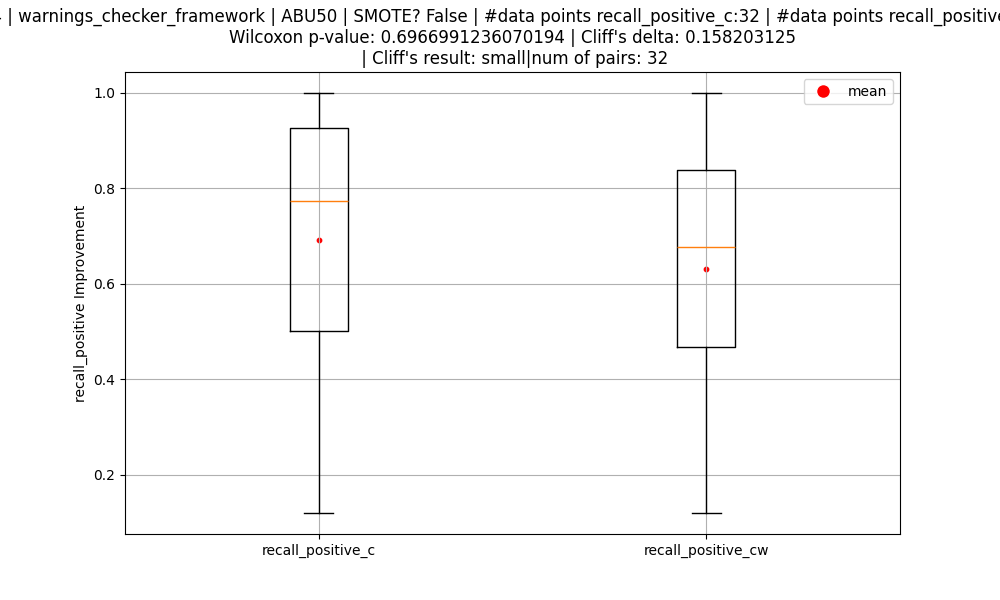 | warnings_checker_framework | ABU50 | SMOTE? False | #data points recall_positive_c:32 | #data points
Wilcoxon p-value: 0.6966991236070194 | Cliff's delta: 0.158203125
| Cliff's result: small|num of pairs: 32
mean
1.0
0.8
0.6
0.4
0.2
recall_positive Improvement
recall_positive_c
recall_positive_cw